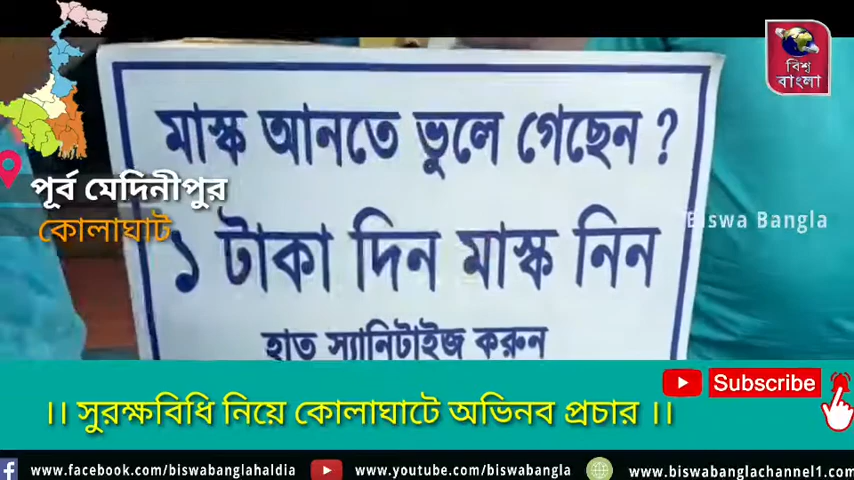 বিশ্ব
বাংলা
মাস্ক আনতে ভুলে গেছেন ?
পূর্ব মেদিনীপুর
কোলাঘাট
১ টাকা দিন মাস্ক নিন
Biswa Bangla
হাত স্যানিটাইজ করুন
Subscribe
।। সুরক্ষবিধি নিয়ে কোলাঘাটে অভিনব প্রচার ।।
www.facebook.com/biswabanglahaldia
www.youtube.com/biswabangla
www.biswabanglachannel1.com